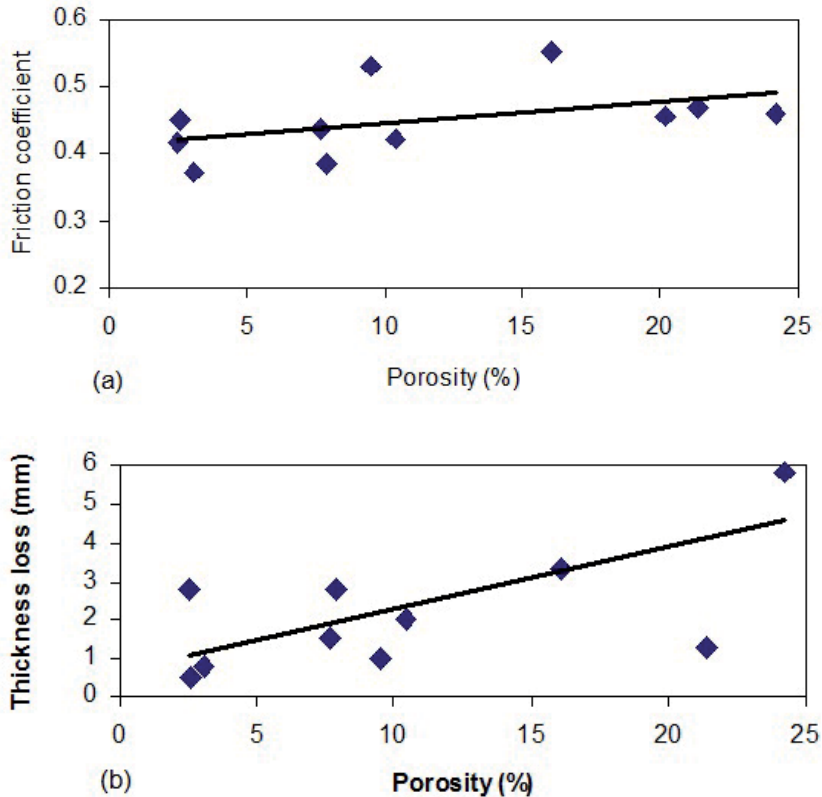 Friction coefficient
0.6
0.5
0.4
0.3
0.2
0 5 10 15 20 25
(a) Porosity (%)
Thickness loss (mm)
6
5
4
3
2
1
0
0 5 10 15 20 25
(b) Porosity (%)